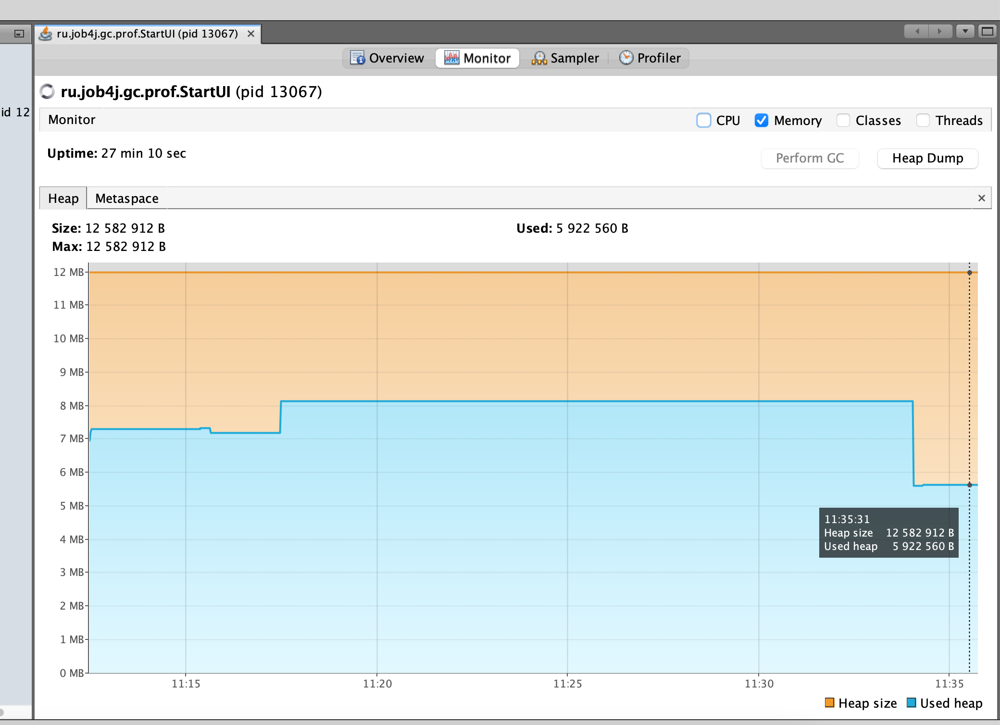 ru.job4j.gc.prof.StartUI (pid 13067)
Overview Monitor Sampler Profiler
ru.job4j.gc.prof.StartUI (pid 13067)
id 12
Monitor CPU Memory Classes Threads
Uptime: 27 min 10 sec
Perform GC Heap Dump
Heap Metaspace
Size: 12 582 912 B Used: 5 922 560 B
Max: 12 582 912 B
12 MB
11 MB
10 MB
9 MB
8 MB
7 MB
6 MB
5 MB
4 MB
3 MB
2 MB
1 MB
0 MB
11:35:31
Heap size 12 582 912 B
Used heap 5 922 560 B
11:15 11:20 11:25 11:30 11:35
Heap size Used heap